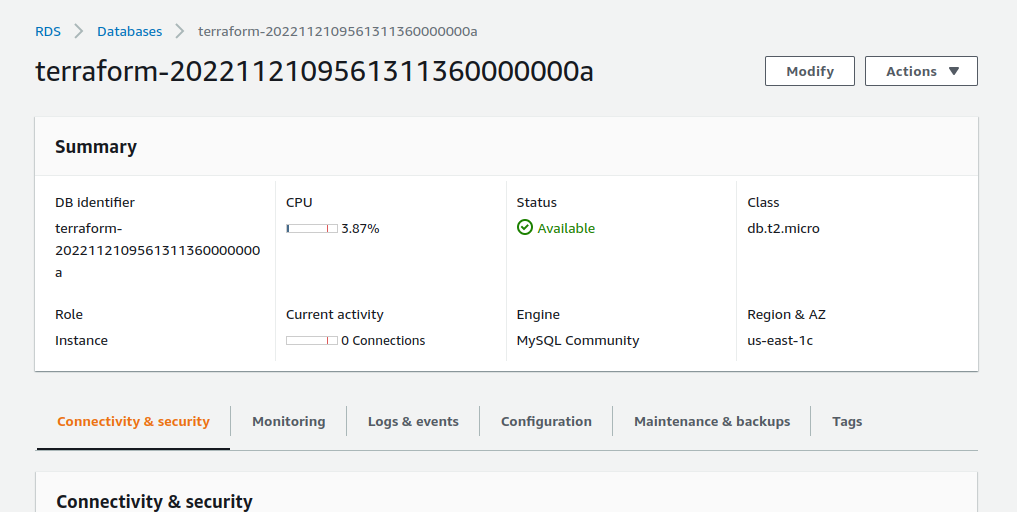 RDS
Databases
terraform-20221121095613113600000000a
terraform-20221121095613113600000000a
Modify
Actions
Summary
DB identifier
CPU
Status
Class
terraform-
20221121095613113600000000
a
3.87%
Available
db.t2.micro
Role
Current activity
Engine
Region & AZ
Instance
0 Connections
MySQL Community
us-east-1c
Connectivity & security
Monitoring
Logs & events
Configuration
Maintenance & backups
Tags
Connectivity & security